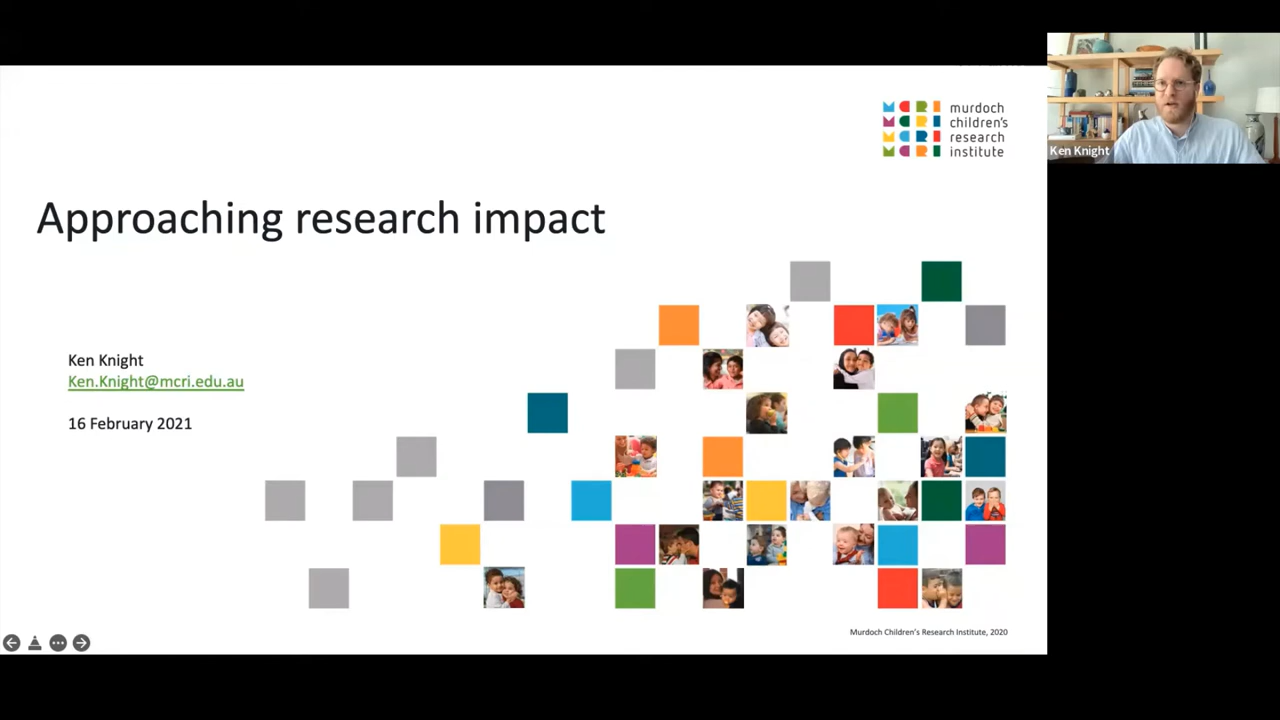 murdoch
children's
research
institute
Ken Knight
Approaching research impact
Ken Knight
Ken.Knight@mcri.edu.au
16 February 2021
Murdoch Children's Research Institute, 2020